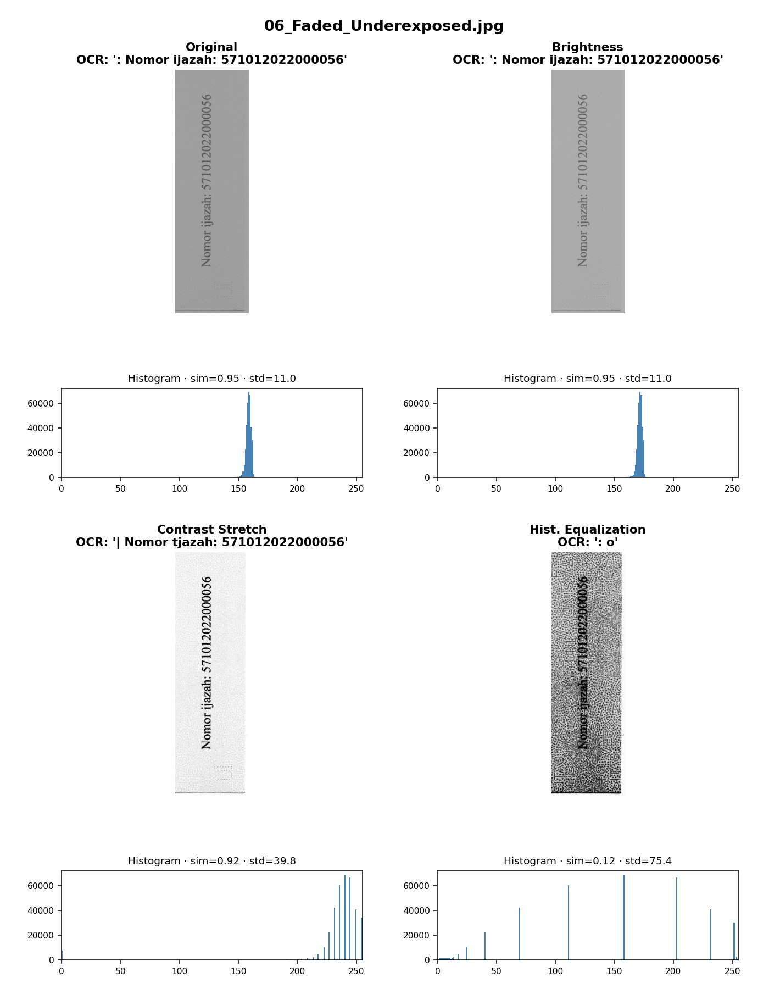 06_Faded_Underexposed.jpg
Original
OCR: ': Nomor ijazah: 571012022000056'
Nomor ijazah: 571012022000056
Histogram · sim=0.95 · std=11.0
60000
40000
20000
0
0 50 100 150 200 250
Brightness
OCR: ': Nomor ijazah: 571012022000056'
Nomor ijazah: 571012022000056
Histogram · sim=0.95 · std=11.0
60000
40000
20000
0
0 50 100 150 200 250
Contrast Stretch
OCR: '| Nomor tjazah: 571012022000056'
Nomor ijazah: 571012022000056
Histogram · sim=0.92 · std=39.8
60000
40000
20000
0
0 50 100 150 200 250
Hist. Equalization
OCR: ': o'
Nomor ijazah: 571012022000056
Histogram · sim=0.12 · std=75.4
60000
40000
20000
0
0 50 100 150 200 250